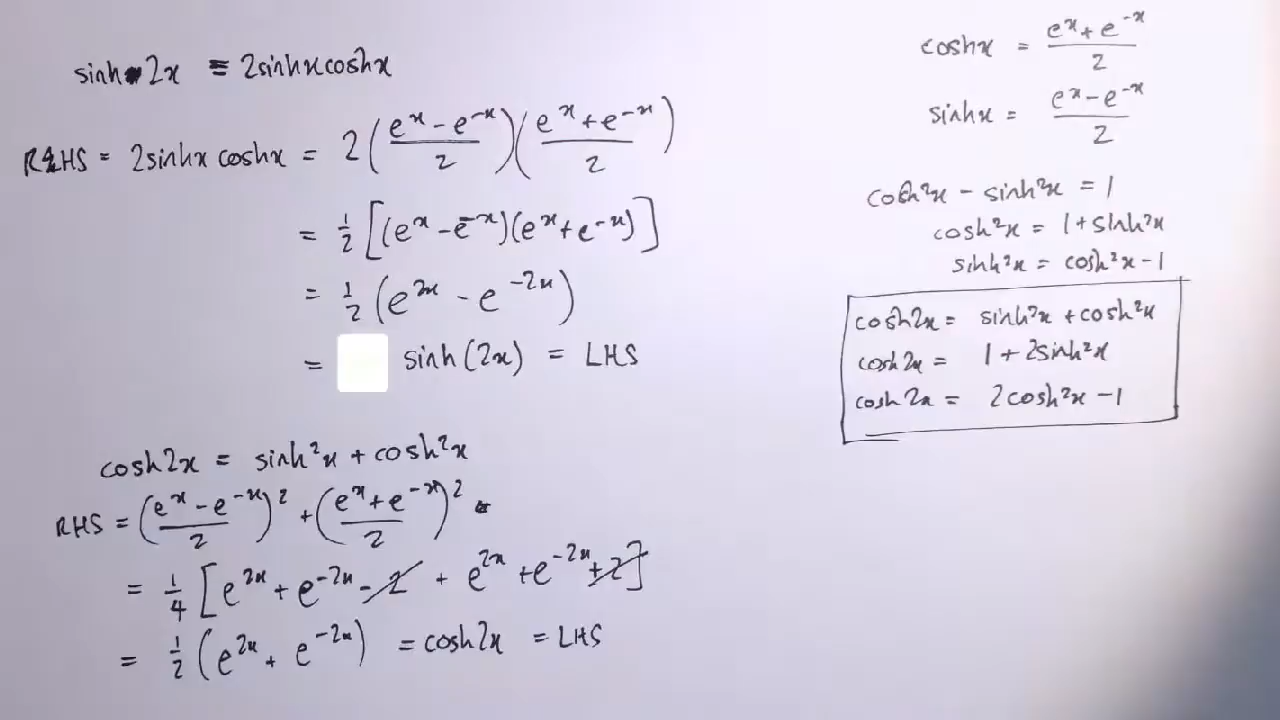 sinh 2x ≡ 2sinhxcoshx
RHS = 2sinhx coshx = 2((e^x - e^-x)/2)((e^x + e^-x)/2)
= 1/2[(e^x - e^-x)(e^x + e^-x)]
= 1/2(e^2x - e^-2x)
= sinh(2x) = LHS
cosh2x = sinh²x + cosh²x
RHS = ((e^x - e^-x)/2)² + ((e^x + e^-x)/2)²
= 1/4[e^2x + e^-2x - 2 + e^2x + e^-2x + 2]
= 1/2(e^2x + e^-2x) = cosh2x = LHS
coshx = (e^x + e^-x)/2
sinhx = (e^x - e^-x)/2
cosh²x - sinh²x = 1
cosh²x = 1 + sinh²x
sinh²x = cosh²x - 1
cosh2x = sinh²x + cosh²x
cosh2x = 1 + 2sinh²x
cosh2x = 2cosh²x - 1